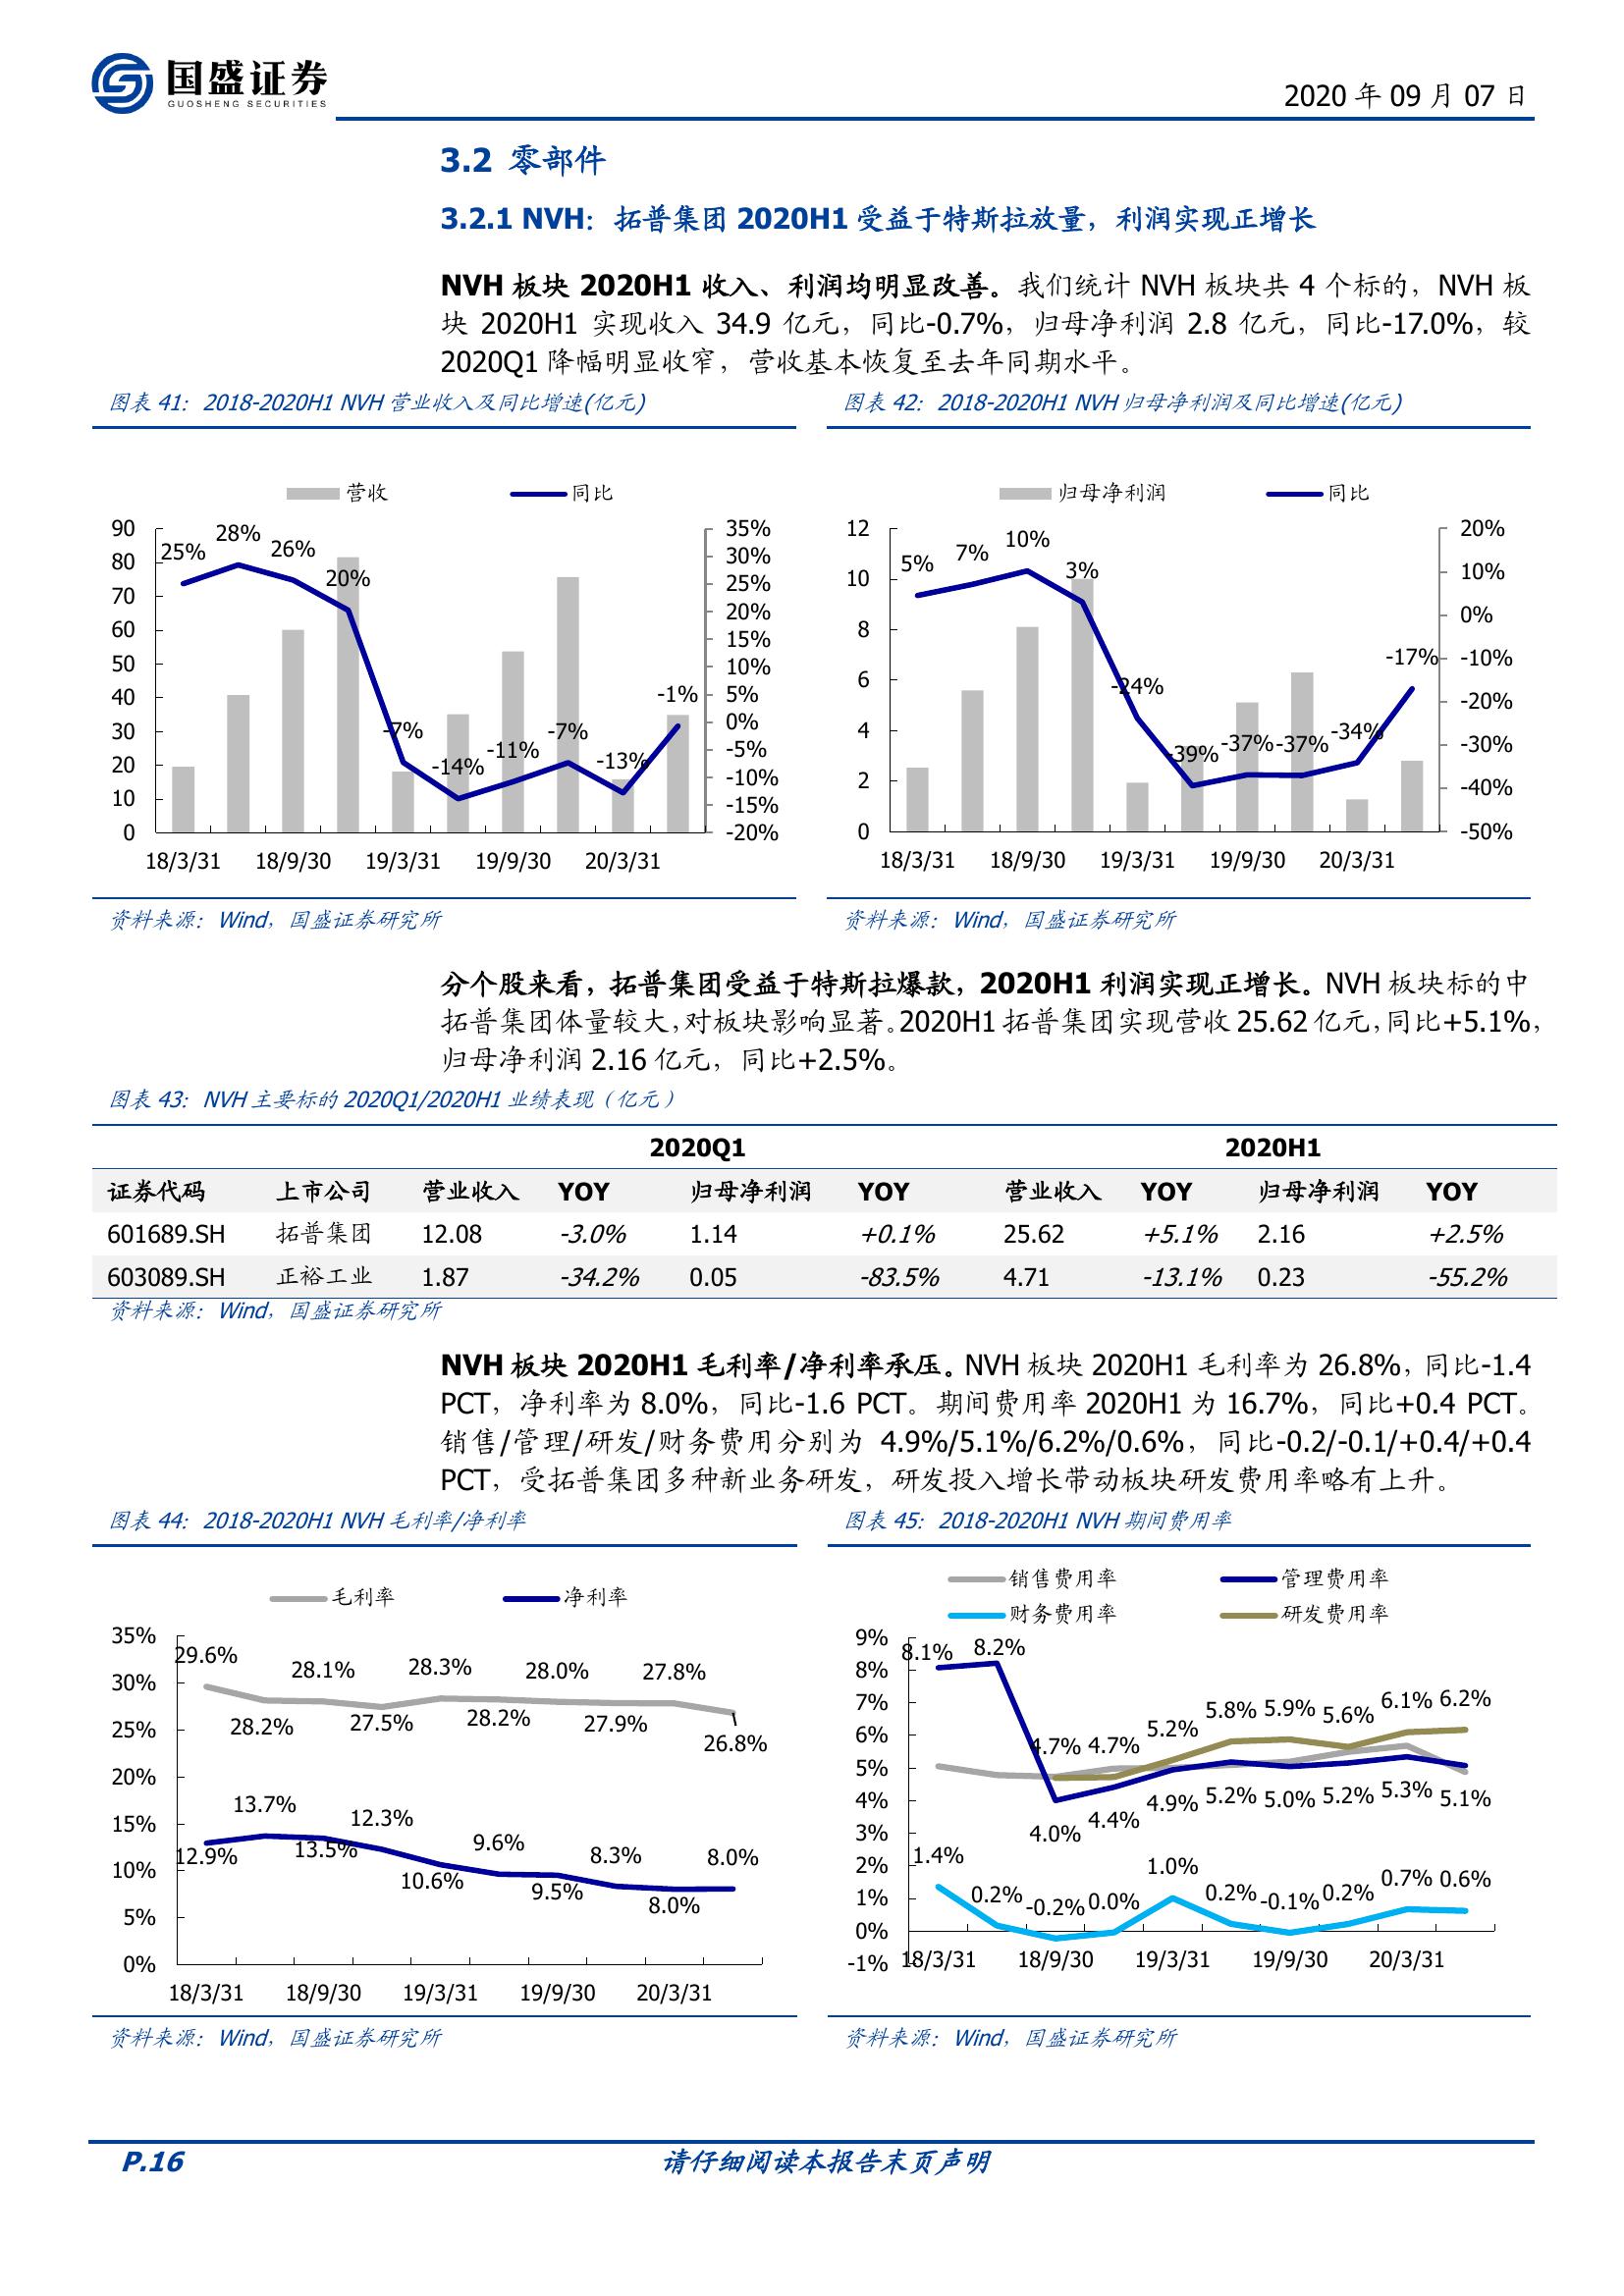 国盛证券
GUOSHENG SECURITIES
2020 年 09 月 07 日
3.2 零部件
3.2.1 NVH：拓普集团 2020H1 受益于特斯拉放量，利润实现正增长
NVH 板块 2020H1 收入、利润均明显改善。我们统计 NVH 板块共 4 个标的，NVH 板
块 2020H1 实现收入 34.9 亿元，同比-0.7%，归母净利润 2.8 亿元，同比-17.0%，较
2020Q1 降幅明显收窄，营收基本恢复至去年同期水平。
图表 41：2018-2020H1 NVH 营业收入及同比增速(亿元)
营收 同比
90 80 70 60 50 40 30 20 10 0
25% 28% 26% 20% -7% -14% -11% -7% -13% -1%
35% 30% 25% 20% 15% 10% 5% 0% -5% -10% -15% -20%
18/3/31 18/9/30 19/3/31 19/9/30 20/3/31
资料来源：Wind，国盛证券研究所
图表 42：2018-2020H1 NVH 归母净利润及同比增速(亿元)
归母净利润 同比
12 10 8 6 4 2 0
5% 7% 10% 3% -24% -39% -37% -37% -34% -17%
20% 10% 0% -10% -20% -30% -40% -50%
18/3/31 18/9/30 19/3/31 19/9/30 20/3/31
资料来源：Wind，国盛证券研究所
分个股来看，拓普集团受益于特斯拉爆款，2020H1 利润实现正增长。NVH 板块标的中
拓普集团体量较大，对板块影响显著。2020H1 拓普集团实现营收 25.62 亿元，同比+5.1%，
归母净利润 2.16 亿元，同比+2.5%。
图表 43：NVH 主要标的 2020Q1/2020H1 业绩表现（亿元）
2020Q1 2020H1
证券代码 上市公司 营业收入 YOY 归母净利润 YOY 营业收入 YOY 归母净利润 YOY
601689.SH 拓普集团 12.08 -3.0% 1.14 +0.1% 25.62 +5.1% 2.16 +2.5%
603089.SH 正裕工业 1.87 -34.2% 0.05 -83.5% 4.71 -13.1% 0.23 -55.2%
资料来源：Wind，国盛证券研究所
NVH 板块 2020H1 毛利率/净利率承压。NVH 板块 2020H1 毛利率为 26.8%，同比-1.4
PCT，净利率为 8.0%，同比-1.6 PCT。期间费用率 2020H1 为 16.7%，同比+0.4 PCT。
销售/管理/研发/财务费用分别为 4.9%/5.1%/6.2%/0.6%，同比-0.2/-0.1/+0.4/+0.4
PCT，受拓普集团多种新业务研发，研发投入增长带动板块研发费用率略有上升。
图表 44：2018-2020H1 NVH 毛利率/净利率
毛利率 净利率
35% 30% 25% 20% 15% 10% 5% 0%
29.6% 28.2% 28.1% 27.5% 28.3% 28.2% 28.0% 27.9% 27.8% 26.8%
12.9% 13.7% 13.5% 12.3% 10.6% 9.6% 9.5% 8.3% 8.0% 8.0%
18/3/31 18/9/30 19/3/31 19/9/30 20/3/31
资料来源：Wind，国盛证券研究所
图表 45：2018-2020H1 NVH 期间费用率
销售费用率 管理费用率
财务费用率 研发费用率
9% 8% 7% 6% 5% 4% 3% 2% 1% 0% -1%
8.1% 8.2% 4.0% 4.4% 4.9% 5.2% 5.0% 5.2% 5.3% 5.1%
4.7% 4.7% 5.2% 5.8% 5.9% 5.6% 6.1% 6.2%
1.4% 0.2% -0.2% 0.0% 1.0% 0.2% -0.1% 0.2% 0.7% 0.6%
18/3/31 18/9/30 19/3/31 19/9/30 20/3/31
资料来源：Wind，国盛证券研究所
P.16
请仔细阅读本报告末页声明